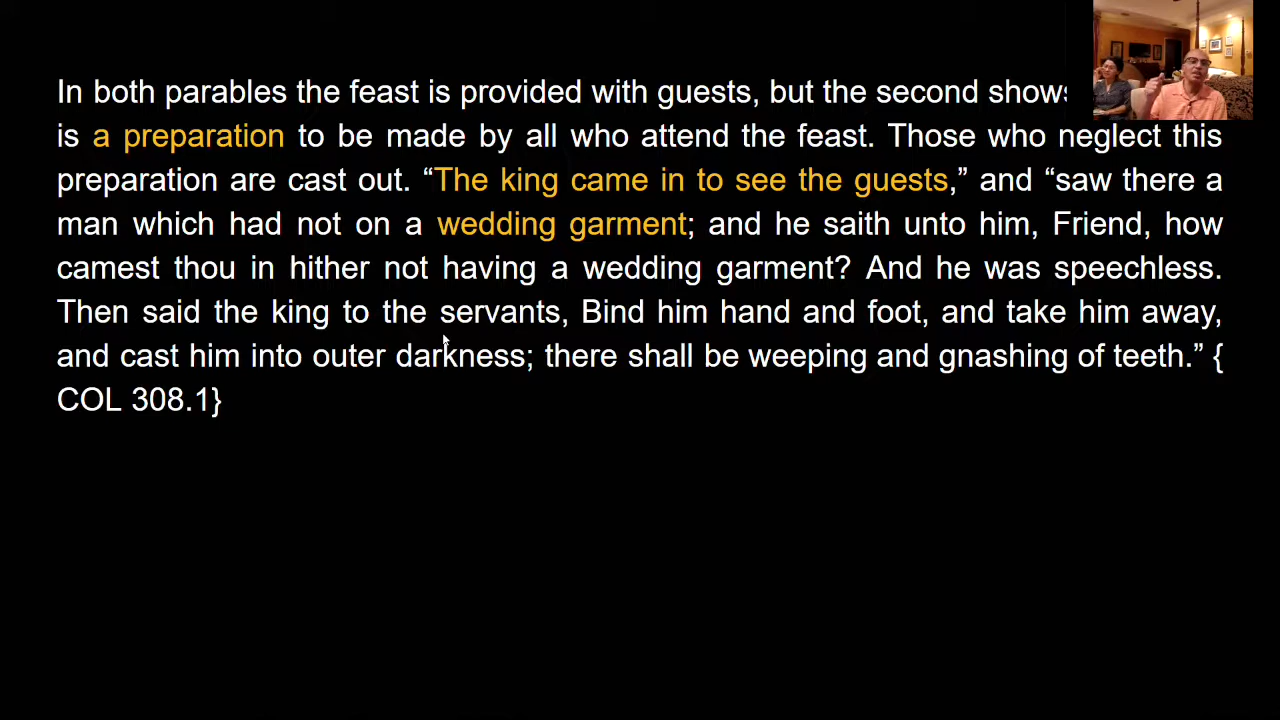 In both parables the feast is provided with guests, but the second shows
is a preparation to be made by all who attend the feast. Those who neglect this
preparation are cast out. “The king came in to see the guests,” and “saw there a
man which had not on a wedding garment; and he saith unto him, Friend, how
camest thou in hither not having a wedding garment? And he was speechless.
Then said the king to the servants, Bind him hand and foot, and take him away,
and cast him into outer darkness; there shall be weeping and gnashing of teeth.” {
COL 308.1}